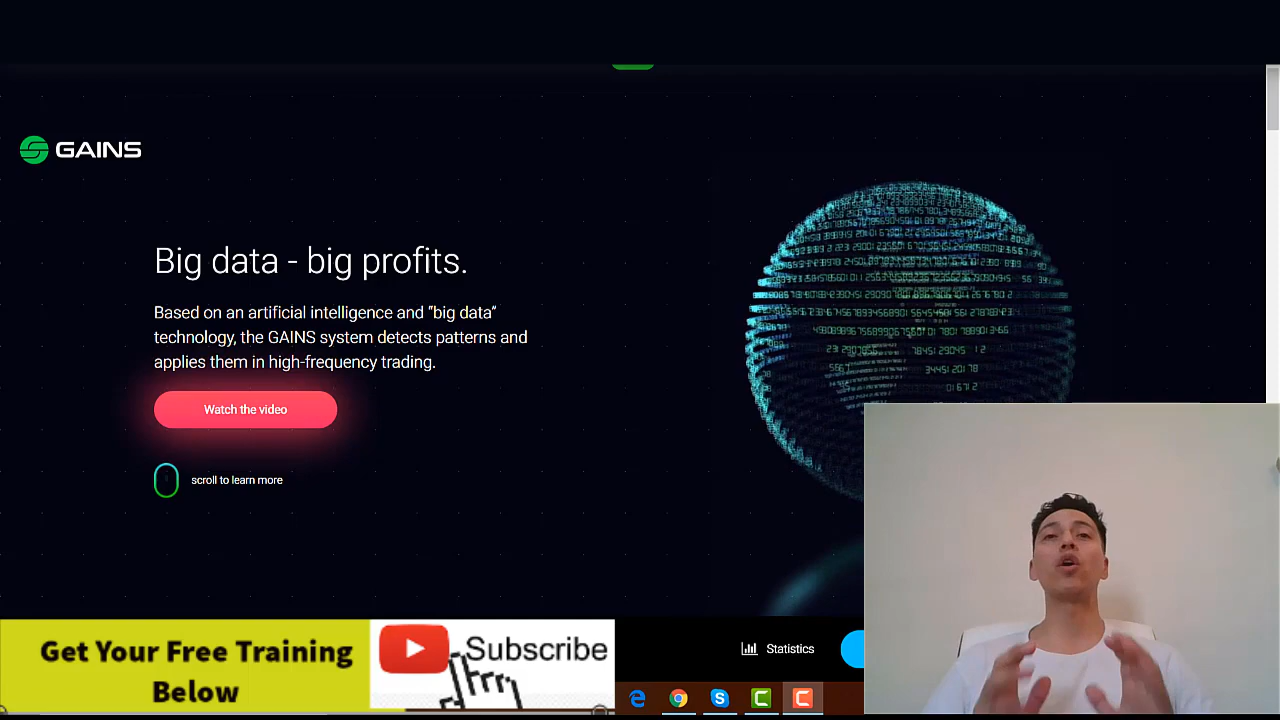 GAINS
Big data - big profits.
Based on an artificial intelligence and "big data"
technology, the GAINS system detects patterns and
applies them in high-frequency trading.
Watch the video
scroll to learn more
Get Your Free Training
Below
Subscribe
Statistics